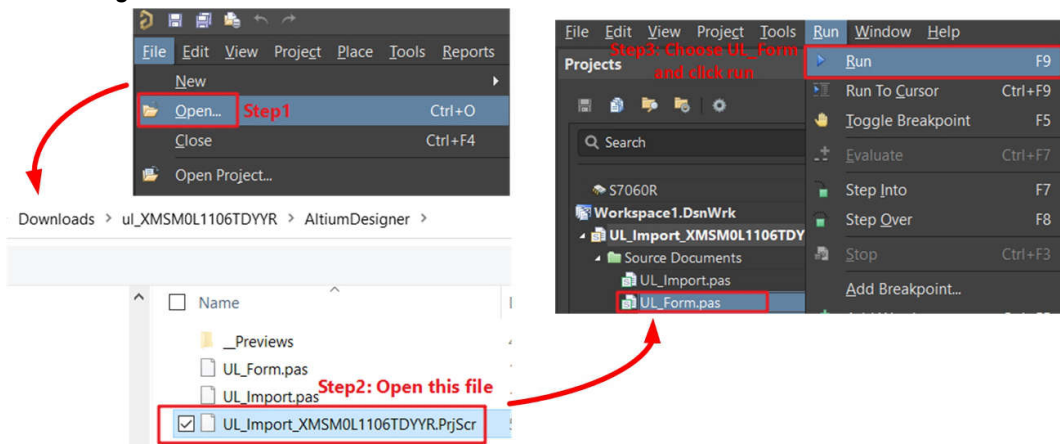 File Edit View Project Place Tools Reports
New
Open... Step1 Ctrl+O
Close Ctrl+F4
Open Project...
Downloads > ul_XMSM0L1106TDYYR > AltiumDesigner >
Name
__Previews
UL_Form.pas
UL_Import.pas
Step2: Open this file
UL_Import_XMSM0L1106TDYYR.PrjScr
File Edit View Project Tools Run Window Help
Step3: Choose UL_Form
and click run
Projects
Search
S7060R
Workspace1.DsnWrk
UL_Import_XMSM0L1106TDY
Source Documents
UL_Import.pas
UL_Form.pas
Run F9
Run To Cursor Ctrl+F9
Toggle Breakpoint F5
Evaluate Ctrl+F7
Step Into F7
Step Over F8
Stop Ctrl+F3
Add Breakpoint...